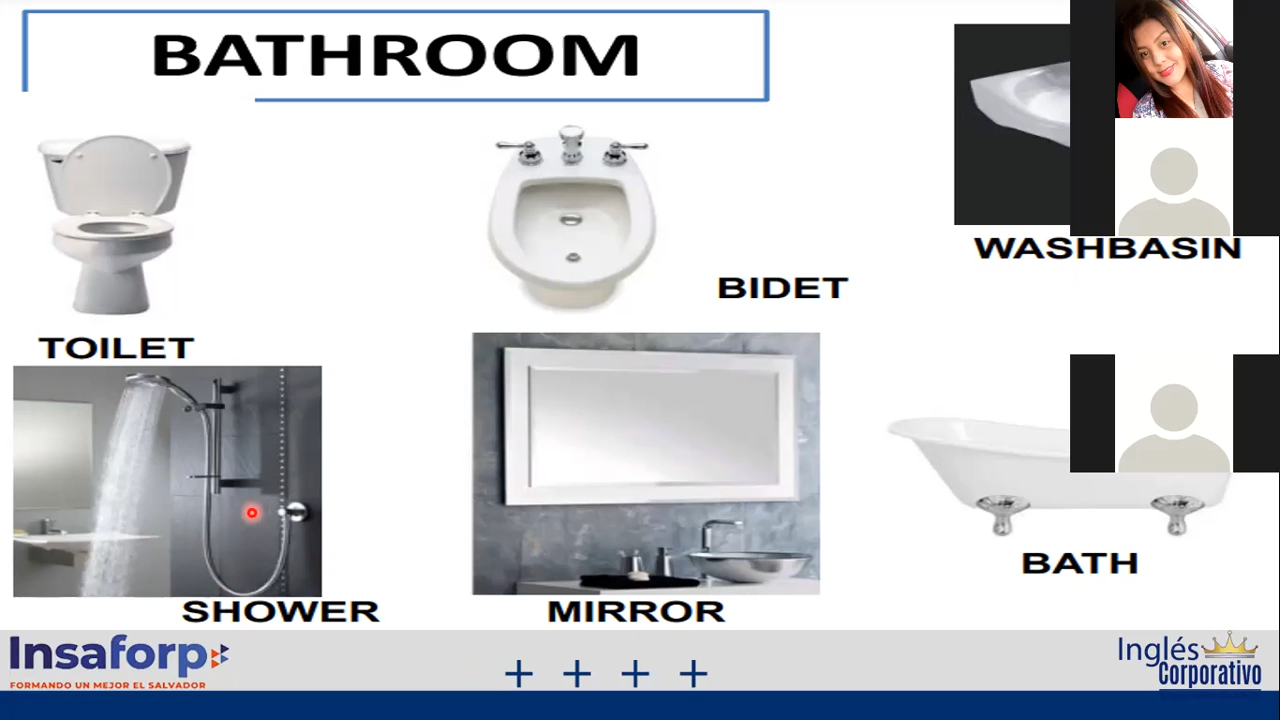 BATHROOM
WASHBASIN
BIDET
TOILET
SHOWER
MIRROR
BATH
Insaforp
FORMANDO UN MEJOR EL SALVADOR
Inglés
Corporativo